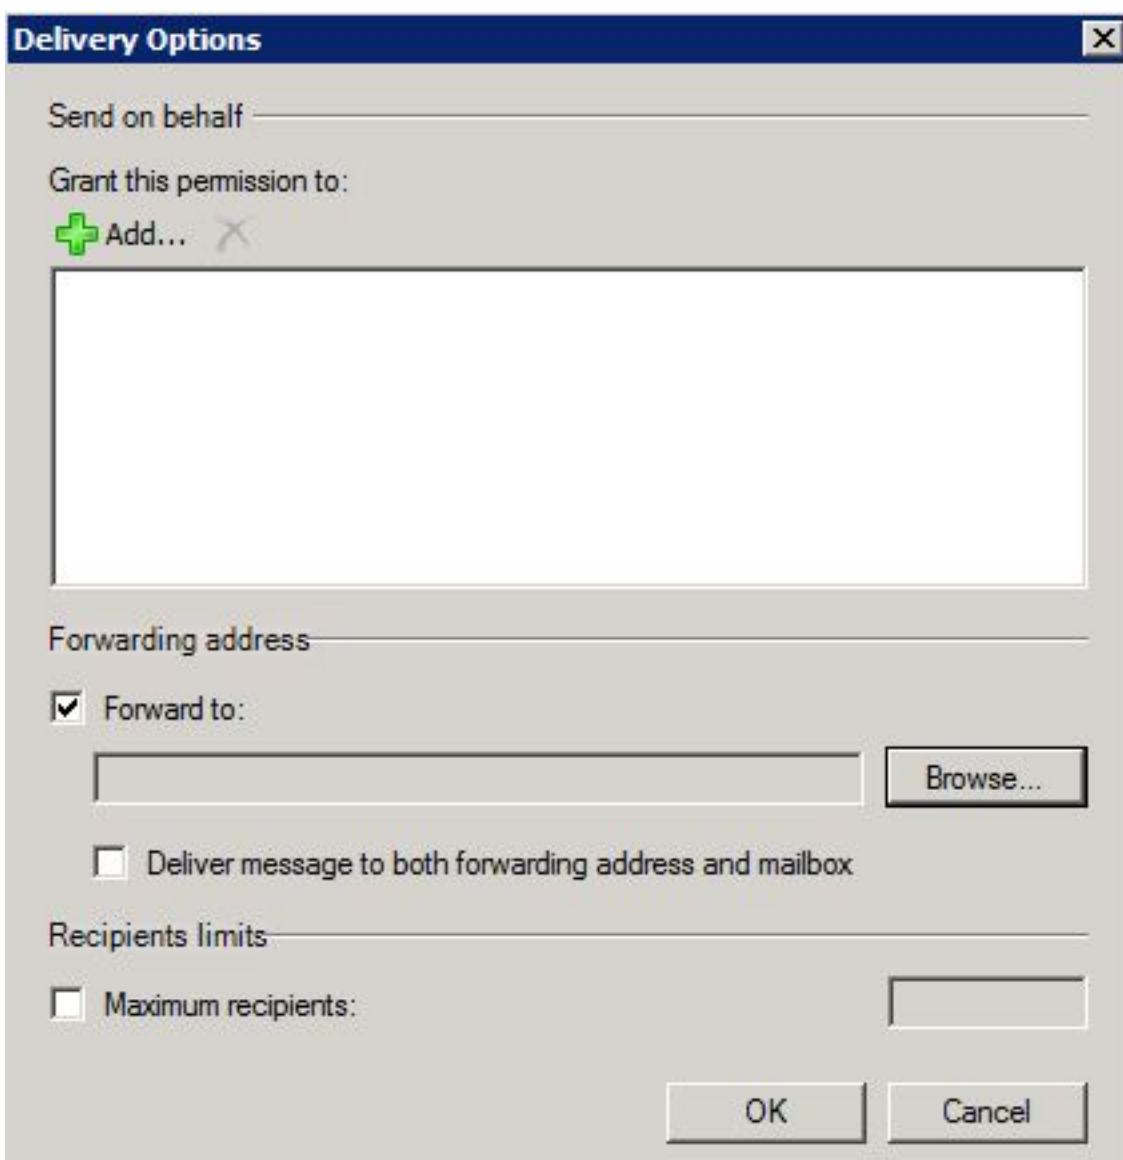 Delivery Options
Send on behalf
Grant this permission to:
Add...
Forwarding address
Forward to:
Browse...
Deliver message to both forwarding address and mailbox
Recipients limits
Maximum recipients:
OK Cancel